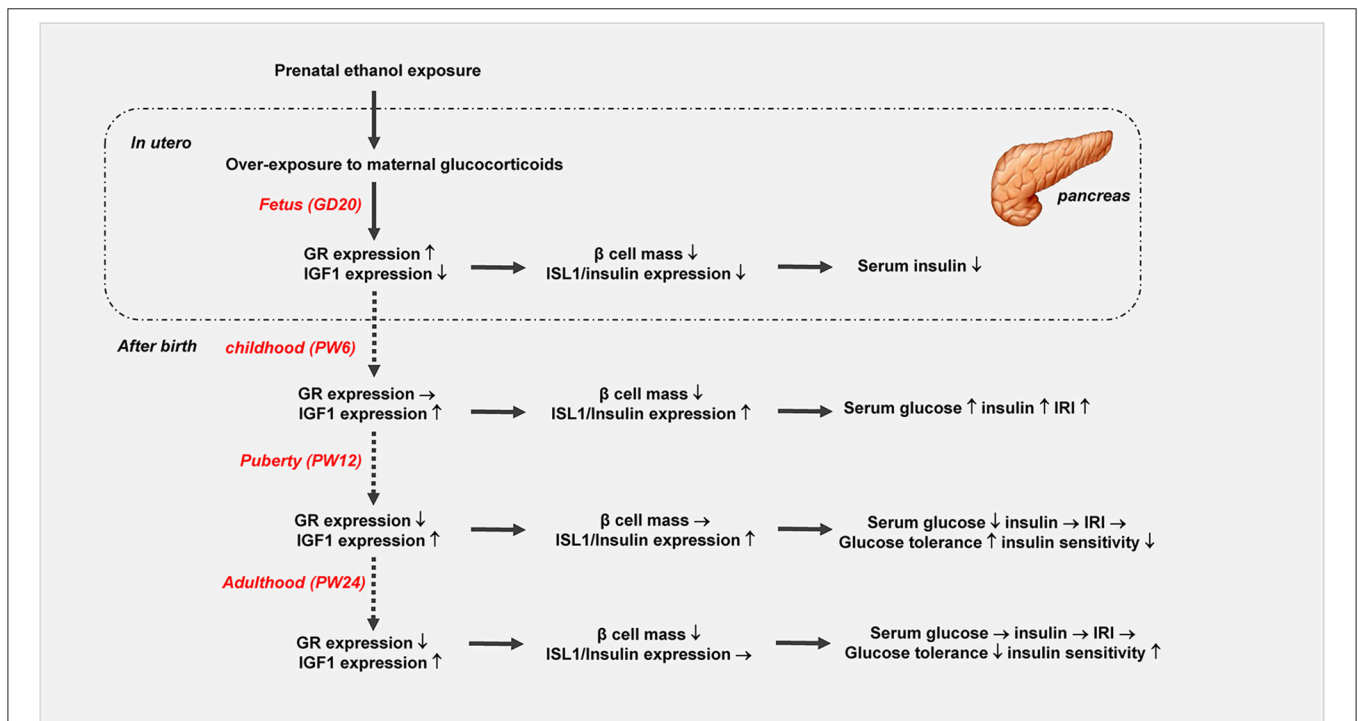 Prenatal ethanol exposure
In utero
Over-exposure to maternal glucocorticoids
pancreas
Fetus (GD20)
GR expression ↑
IGF1 expression ↓
β cell mass ↓
ISL1/insulin expression ↓
Serum insulin ↓
After birth
childhood (PW6)
GR expression →
IGF1 expression ↑
β cell mass ↓
ISL1/Insulin expression ↑
Serum glucose ↑ insulin ↑ IRI ↑
Puberty (PW12)
GR expression ↓
IGF1 expression ↑
β cell mass →
ISL1/Insulin expression ↑
Serum glucose ↓ insulin → IRI →
Glucose tolerance ↑ insulin sensitivity ↓
Adulthood (PW24)
GR expression ↓
IGF1 expression ↑
β cell mass ↓
ISL1/Insulin expression →
Serum glucose → insulin → IRI →
Glucose tolerance ↓ insulin sensitivity ↑